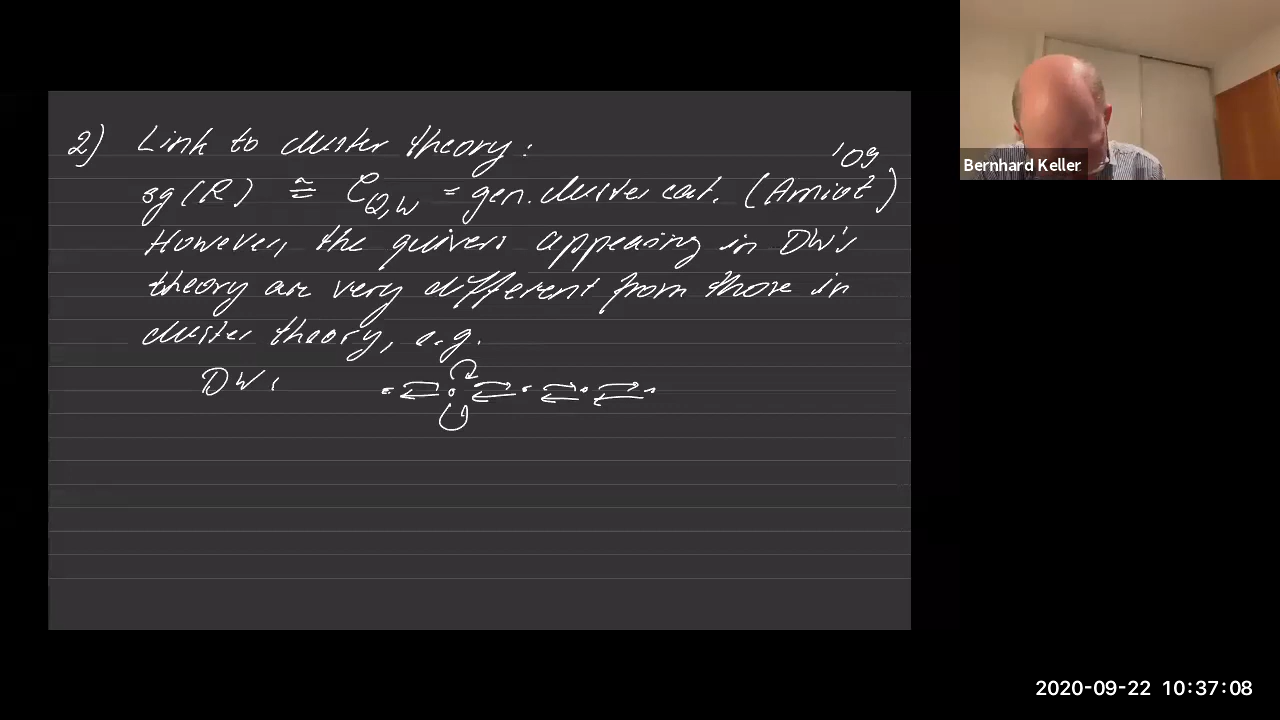 2) Link to cluster theory: 109
sg(R) ≅ C_{Q,W} = gen. cluster cat. (Amiot)
However, the quivers appearing in DW's
theory are very different from those in
cluster theory, e.g.
DW:
Bernhard Keller
2020-09-22 10:37:08